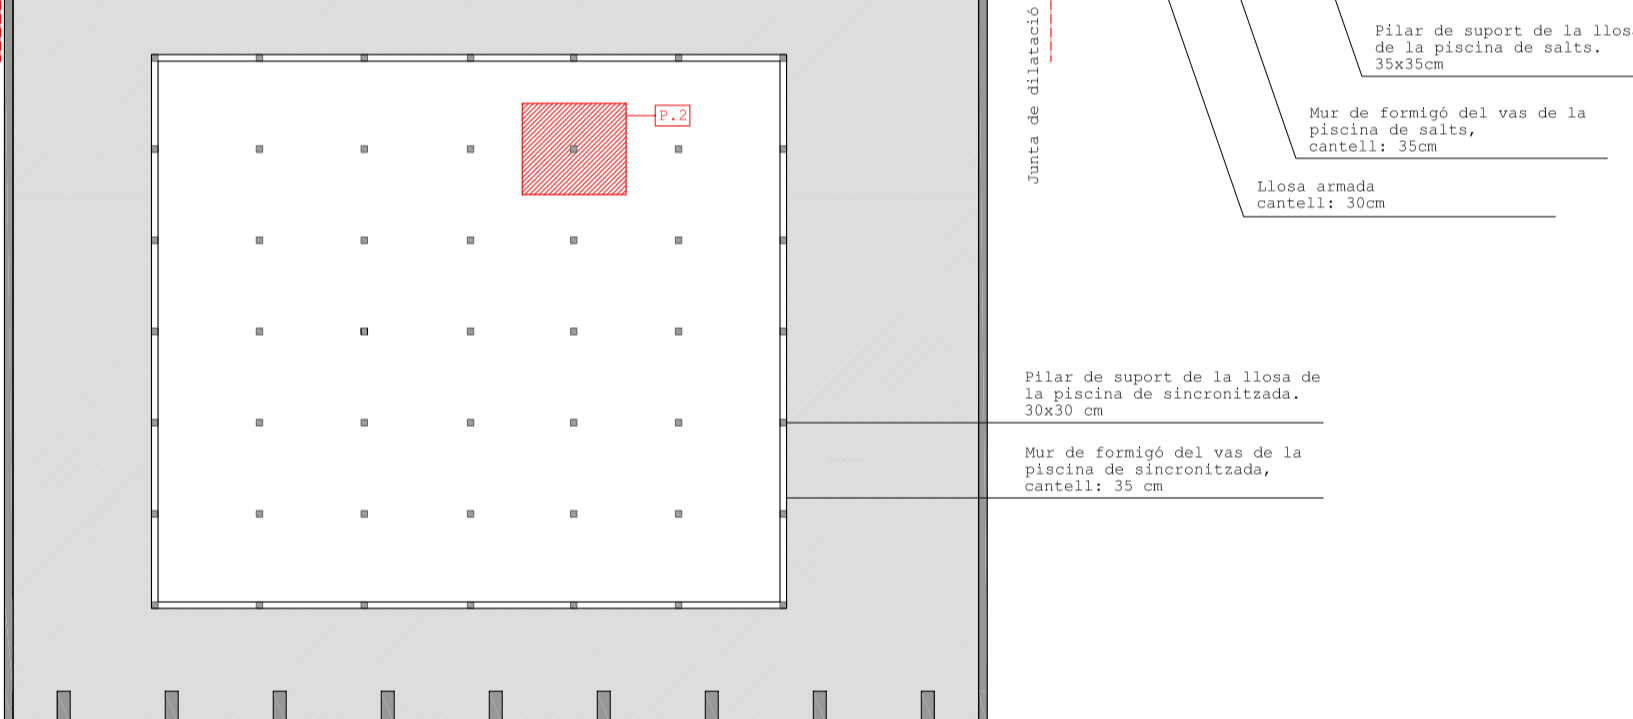 P.2
Junta de dilatació
Pilar de suport de la
de la piscina de salts.
35x35cm
Mur de formigó del vas de la
piscina de salts,
cantell: 35cm
Llosa armada
cantell: 30cm
Pilar de suport de la llosa de
la piscina de sincronitzada.
30x30 cm
Mur de formigó del vas de la
piscina de sincronitzada,
cantell: 35 cm